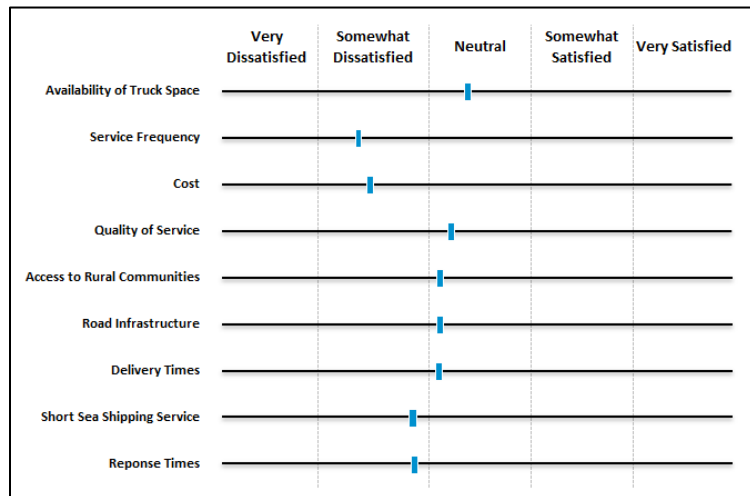 Very Dissatisfied
Somewhat Dissatisfied
Neutral
Somewhat Satisfied
Very Satisfied
Availability of Truck Space
Service Frequency
Cost
Quality of Service
Access to Rural Communities
Road Infrastructure
Delivery Times
Short Sea Shipping Service
Reponse Times